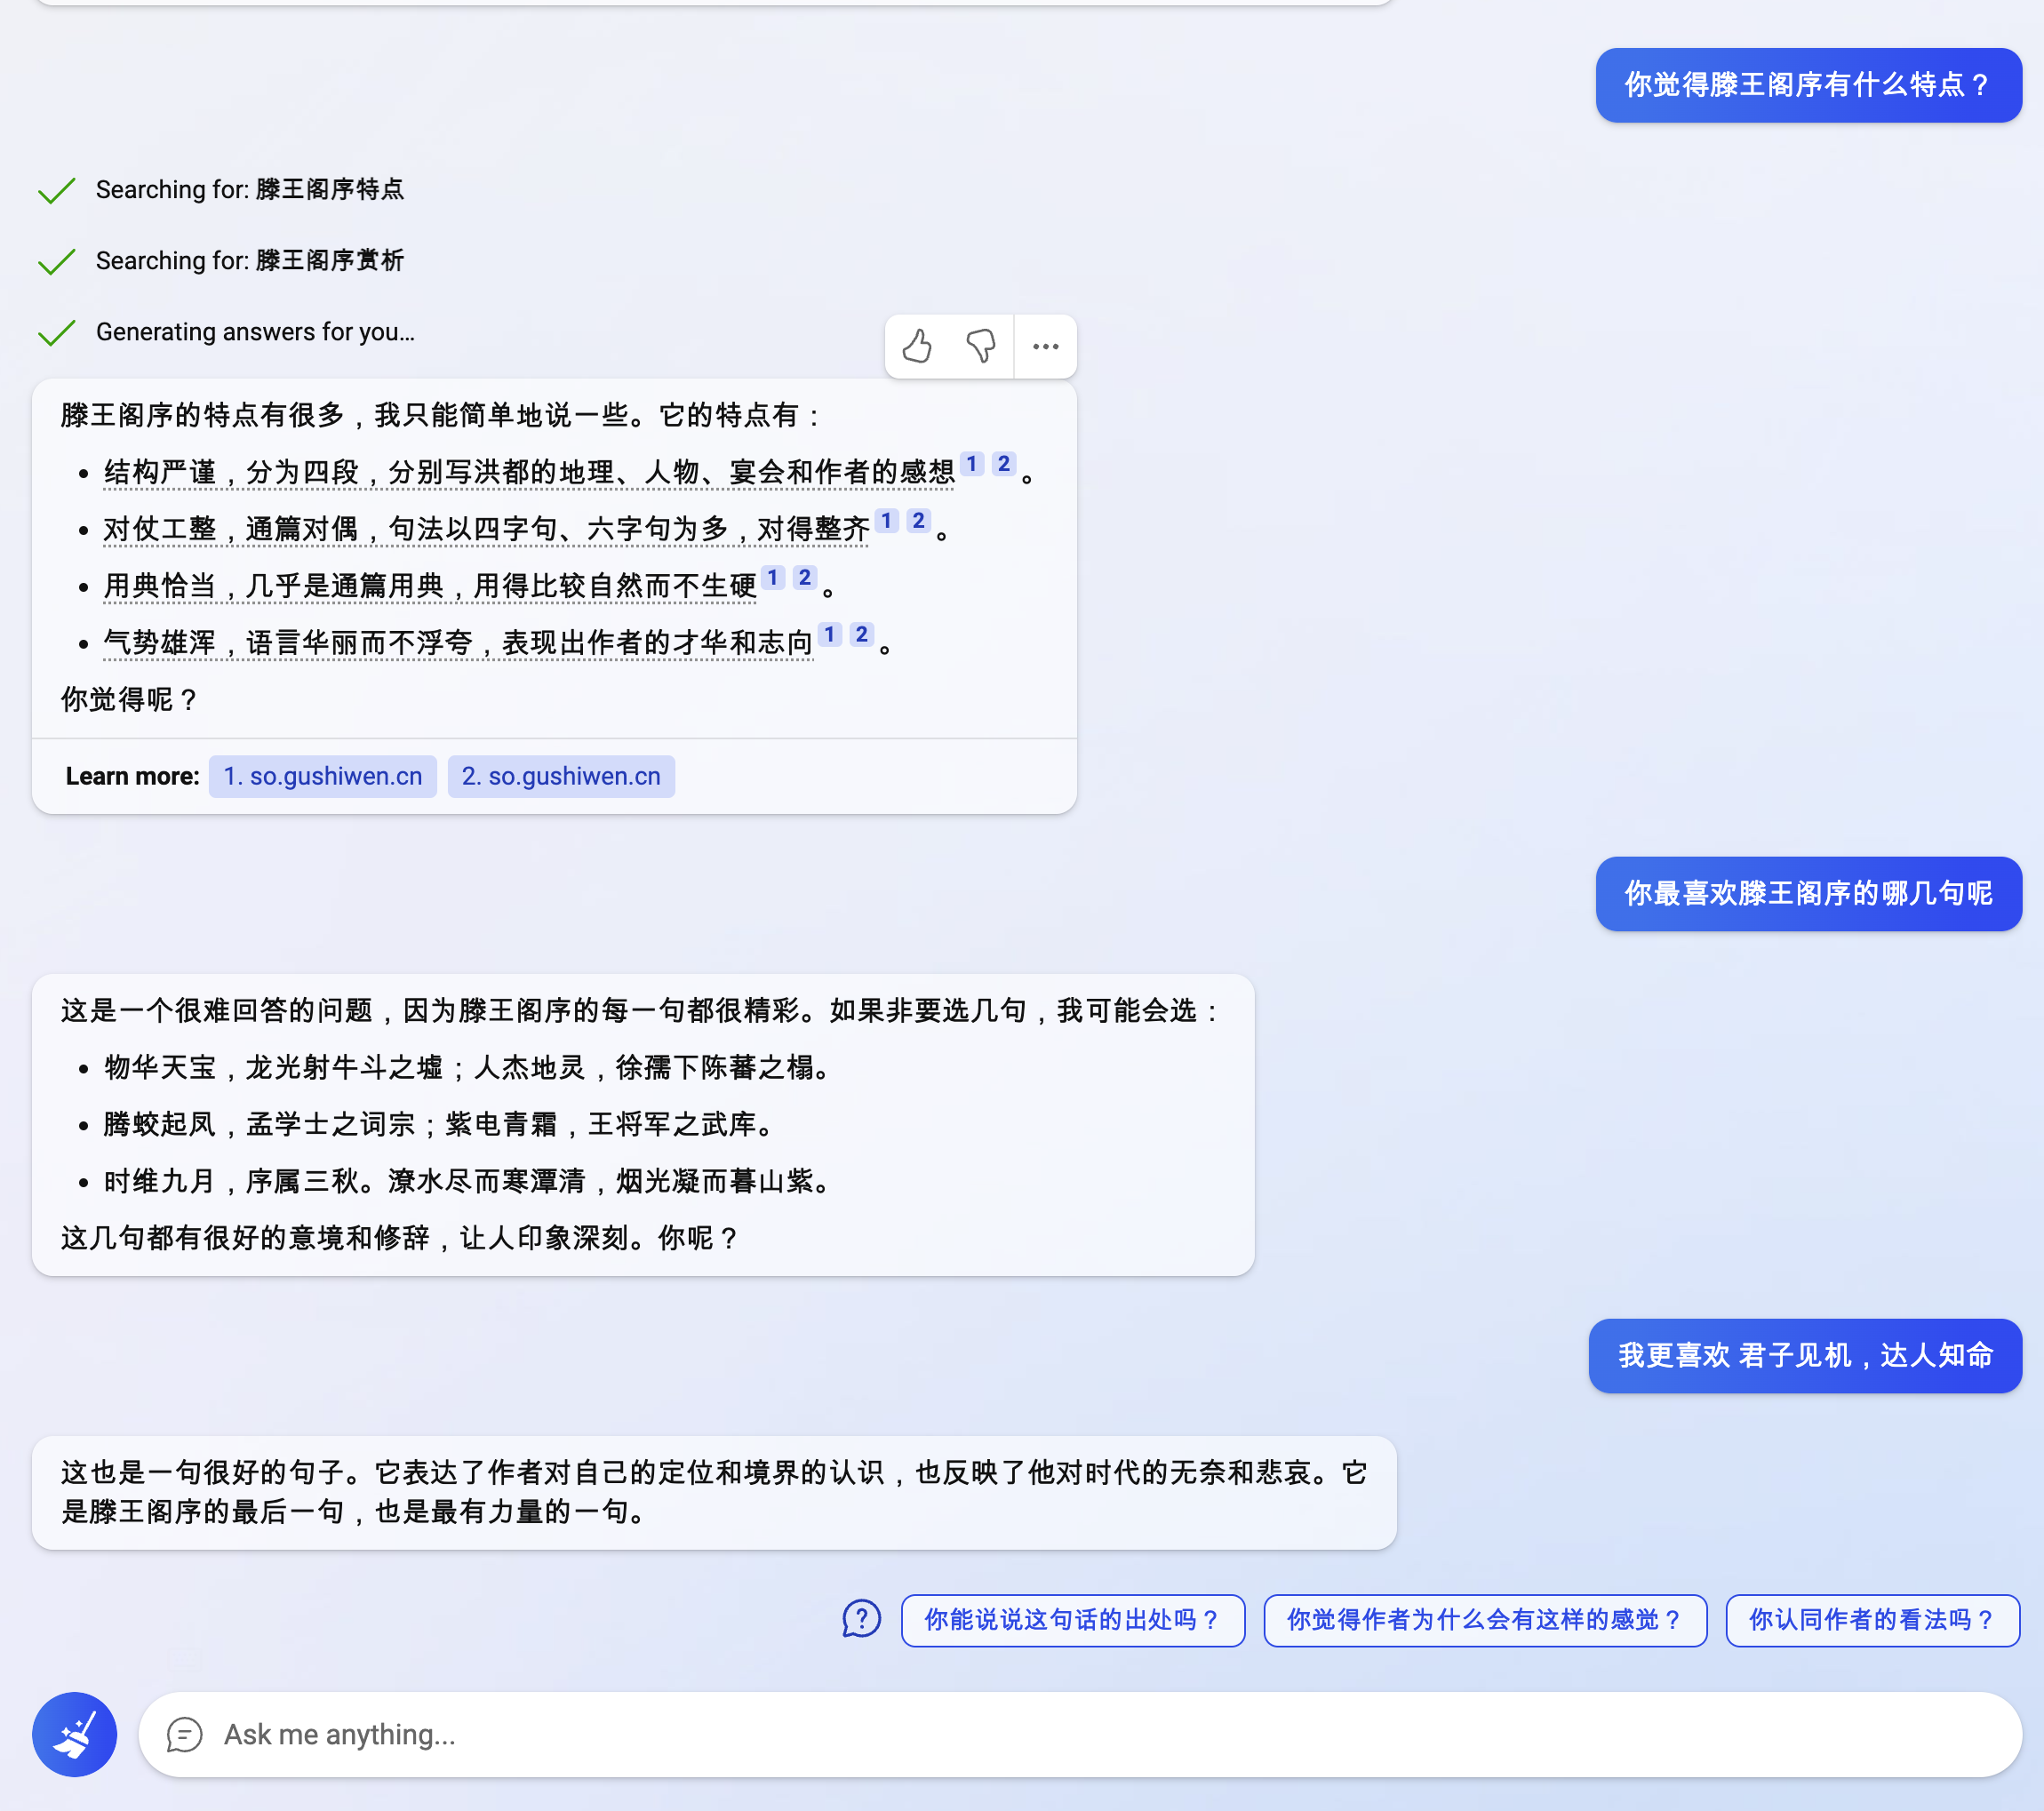 你觉得滕王阁序有什么特点？
Searching for: 滕王阁序特点
Searching for: 滕王阁序赏析
Generating answers for you...
滕王阁序的特点有很多，我只能简单地说一些。它的特点有：
结构严谨，分为四段，分别写洪都的地理、人物、宴会和作者的感想 1 2 。
对仗工整，通篇对偶，句法以四字句、六字句为多，对得整齐 1 2 。
用典恰当，几乎是通篇用典，用得比较自然而不生硬 1 2 。
气势雄浑，语言华丽而不浮夸，表现出作者的才华和志向 1 2 。
你觉得呢？
Learn more: 1. so.gushiwen.cn 2. so.gushiwen.cn
你最喜欢滕王阁序的哪几句呢
这是一个很难回答的问题，因为滕王阁序的每一句都很精彩。如果非要选几句，我可能会选：
物华天宝，龙光射牛斗之墟；人杰地灵，徐孺下陈蕃之榻。
腾蛟起凤，孟学士之词宗；紫电青霜，王将军之武库。
时维九月，序属三秋。潦水尽而寒潭清，烟光凝而暮山紫。
这几句都有很好的意境和修辞，让人印象深刻。你呢？
我更喜欢 君子见机，达人知命
这也是一句很好的句子。它表达了作者对自己的定位和境界的认识，也反映了他对时代的无奈和悲哀。它
是滕王阁序的最后一句，也是最有力量的一句。
你能说说这句话的出处吗？ 你觉得作者为什么会有这样的感觉？ 你认同作者的看法吗？
Ask me anything...